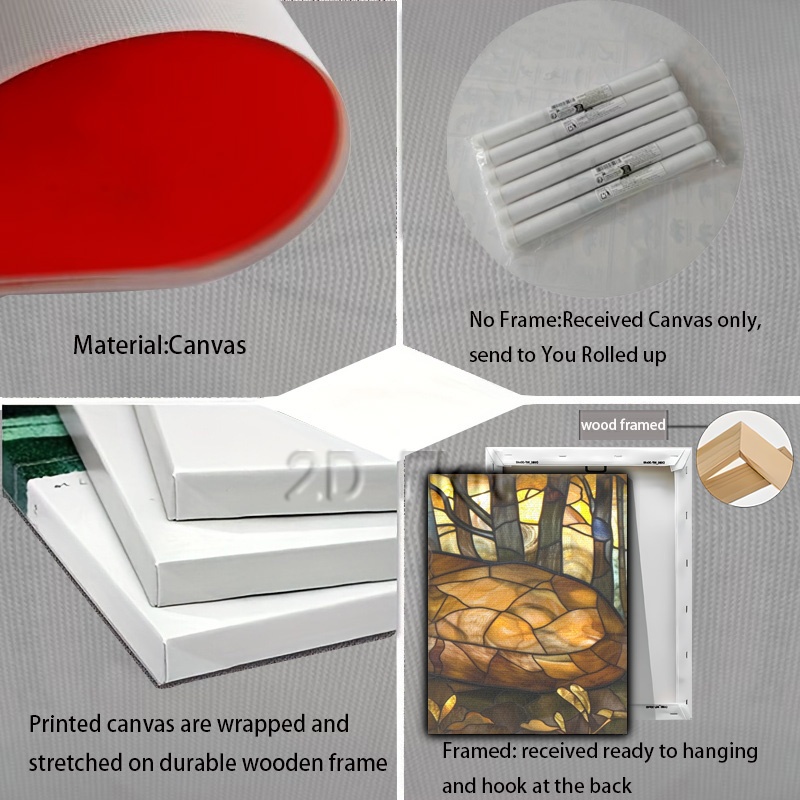 Material:Canvas
No Frame:Received Canvas only,
send to You Rolled up
2D
wood framed
Printed canvas are wrapped and
stretched on durable wooden frame
Framed: received ready to hanging
and hook at the back